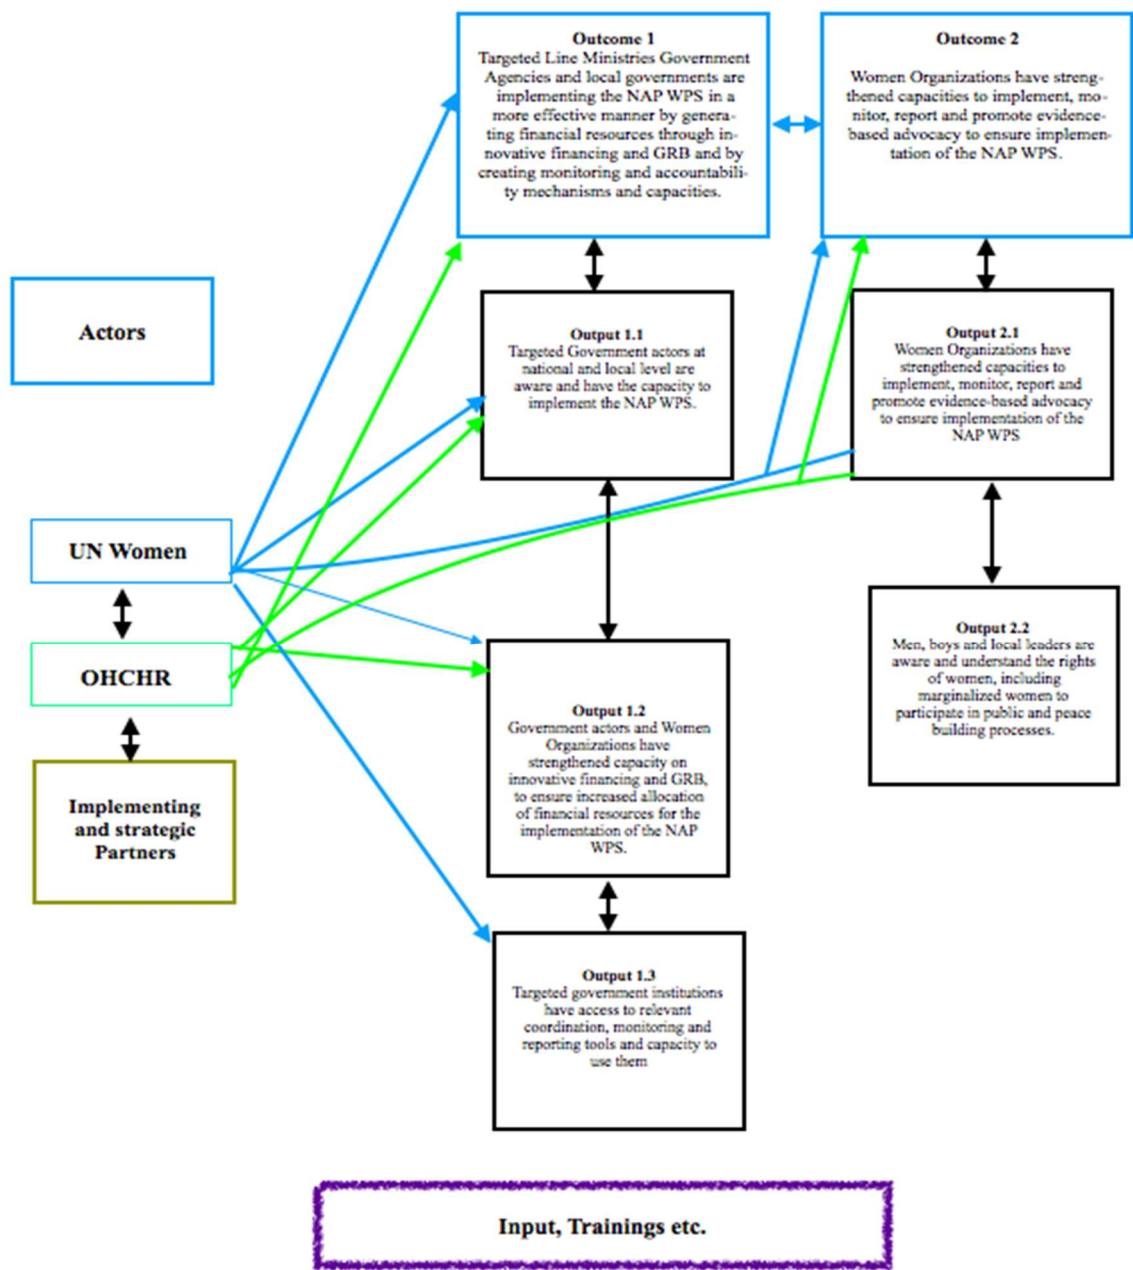 Outcome 1
Targeted Line Ministries Government
Agencies and local governments are
implementing the NAP WPS in a
more effective manner by genera-
ting financial resources through in-
novative financing and GRB and by
creating monitoring and accountabili-
ty mechanisms and capacities.
Outcome 2
Women Organizations have streng-
thened capacities to implement, mo-
nitor, report and promote evidence-
based advocacy to ensure implemen-
tation of the NAP WPS.
Actors
Output 1.1
Targeted Government actors at
national and local level are
aware and have the capacity to
implement the NAP WPS.
Output 2.1
Women Organizations have
strengthened capacities to
implement, monitor, report and
promote evidence-based advocacy
to ensure implementation of the
NAP WPS
UN Women
OHCHR
Implementing
and strategic
Partners
Output 1.2
Government actors and Women
Organizations have
strengthened capacity on
innovative financing and GRB,
to ensure increased allocation
of financial resources for the
implementation of the NAP
WPS.
Output 2.2
Men, boys and local leaders are
aware and understand the rights
of women, including
marginalized women to
participate in public and peace
building processes.
Output 1.3
Targeted government institutions
have access to relevant
coordination, monitoring and
reporting tools and capacity to
use them
Input, Trainings etc.